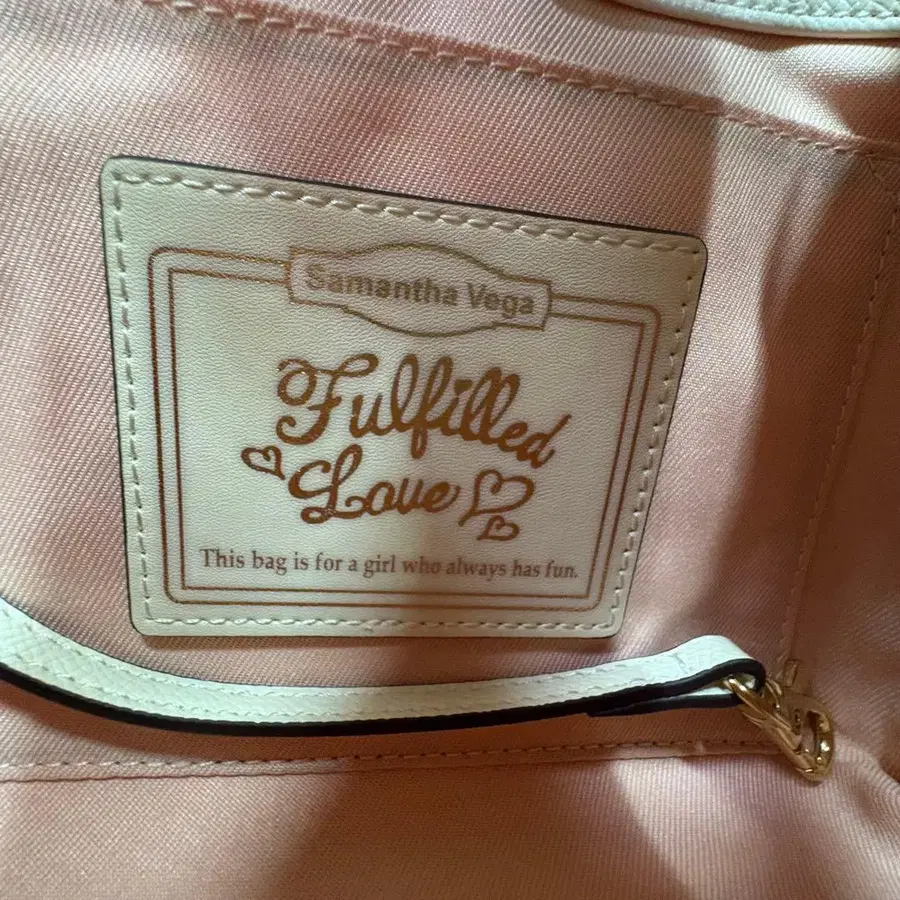 Samantha Vega
Fulfilled
Love
This bag is for a girl who always has fun.